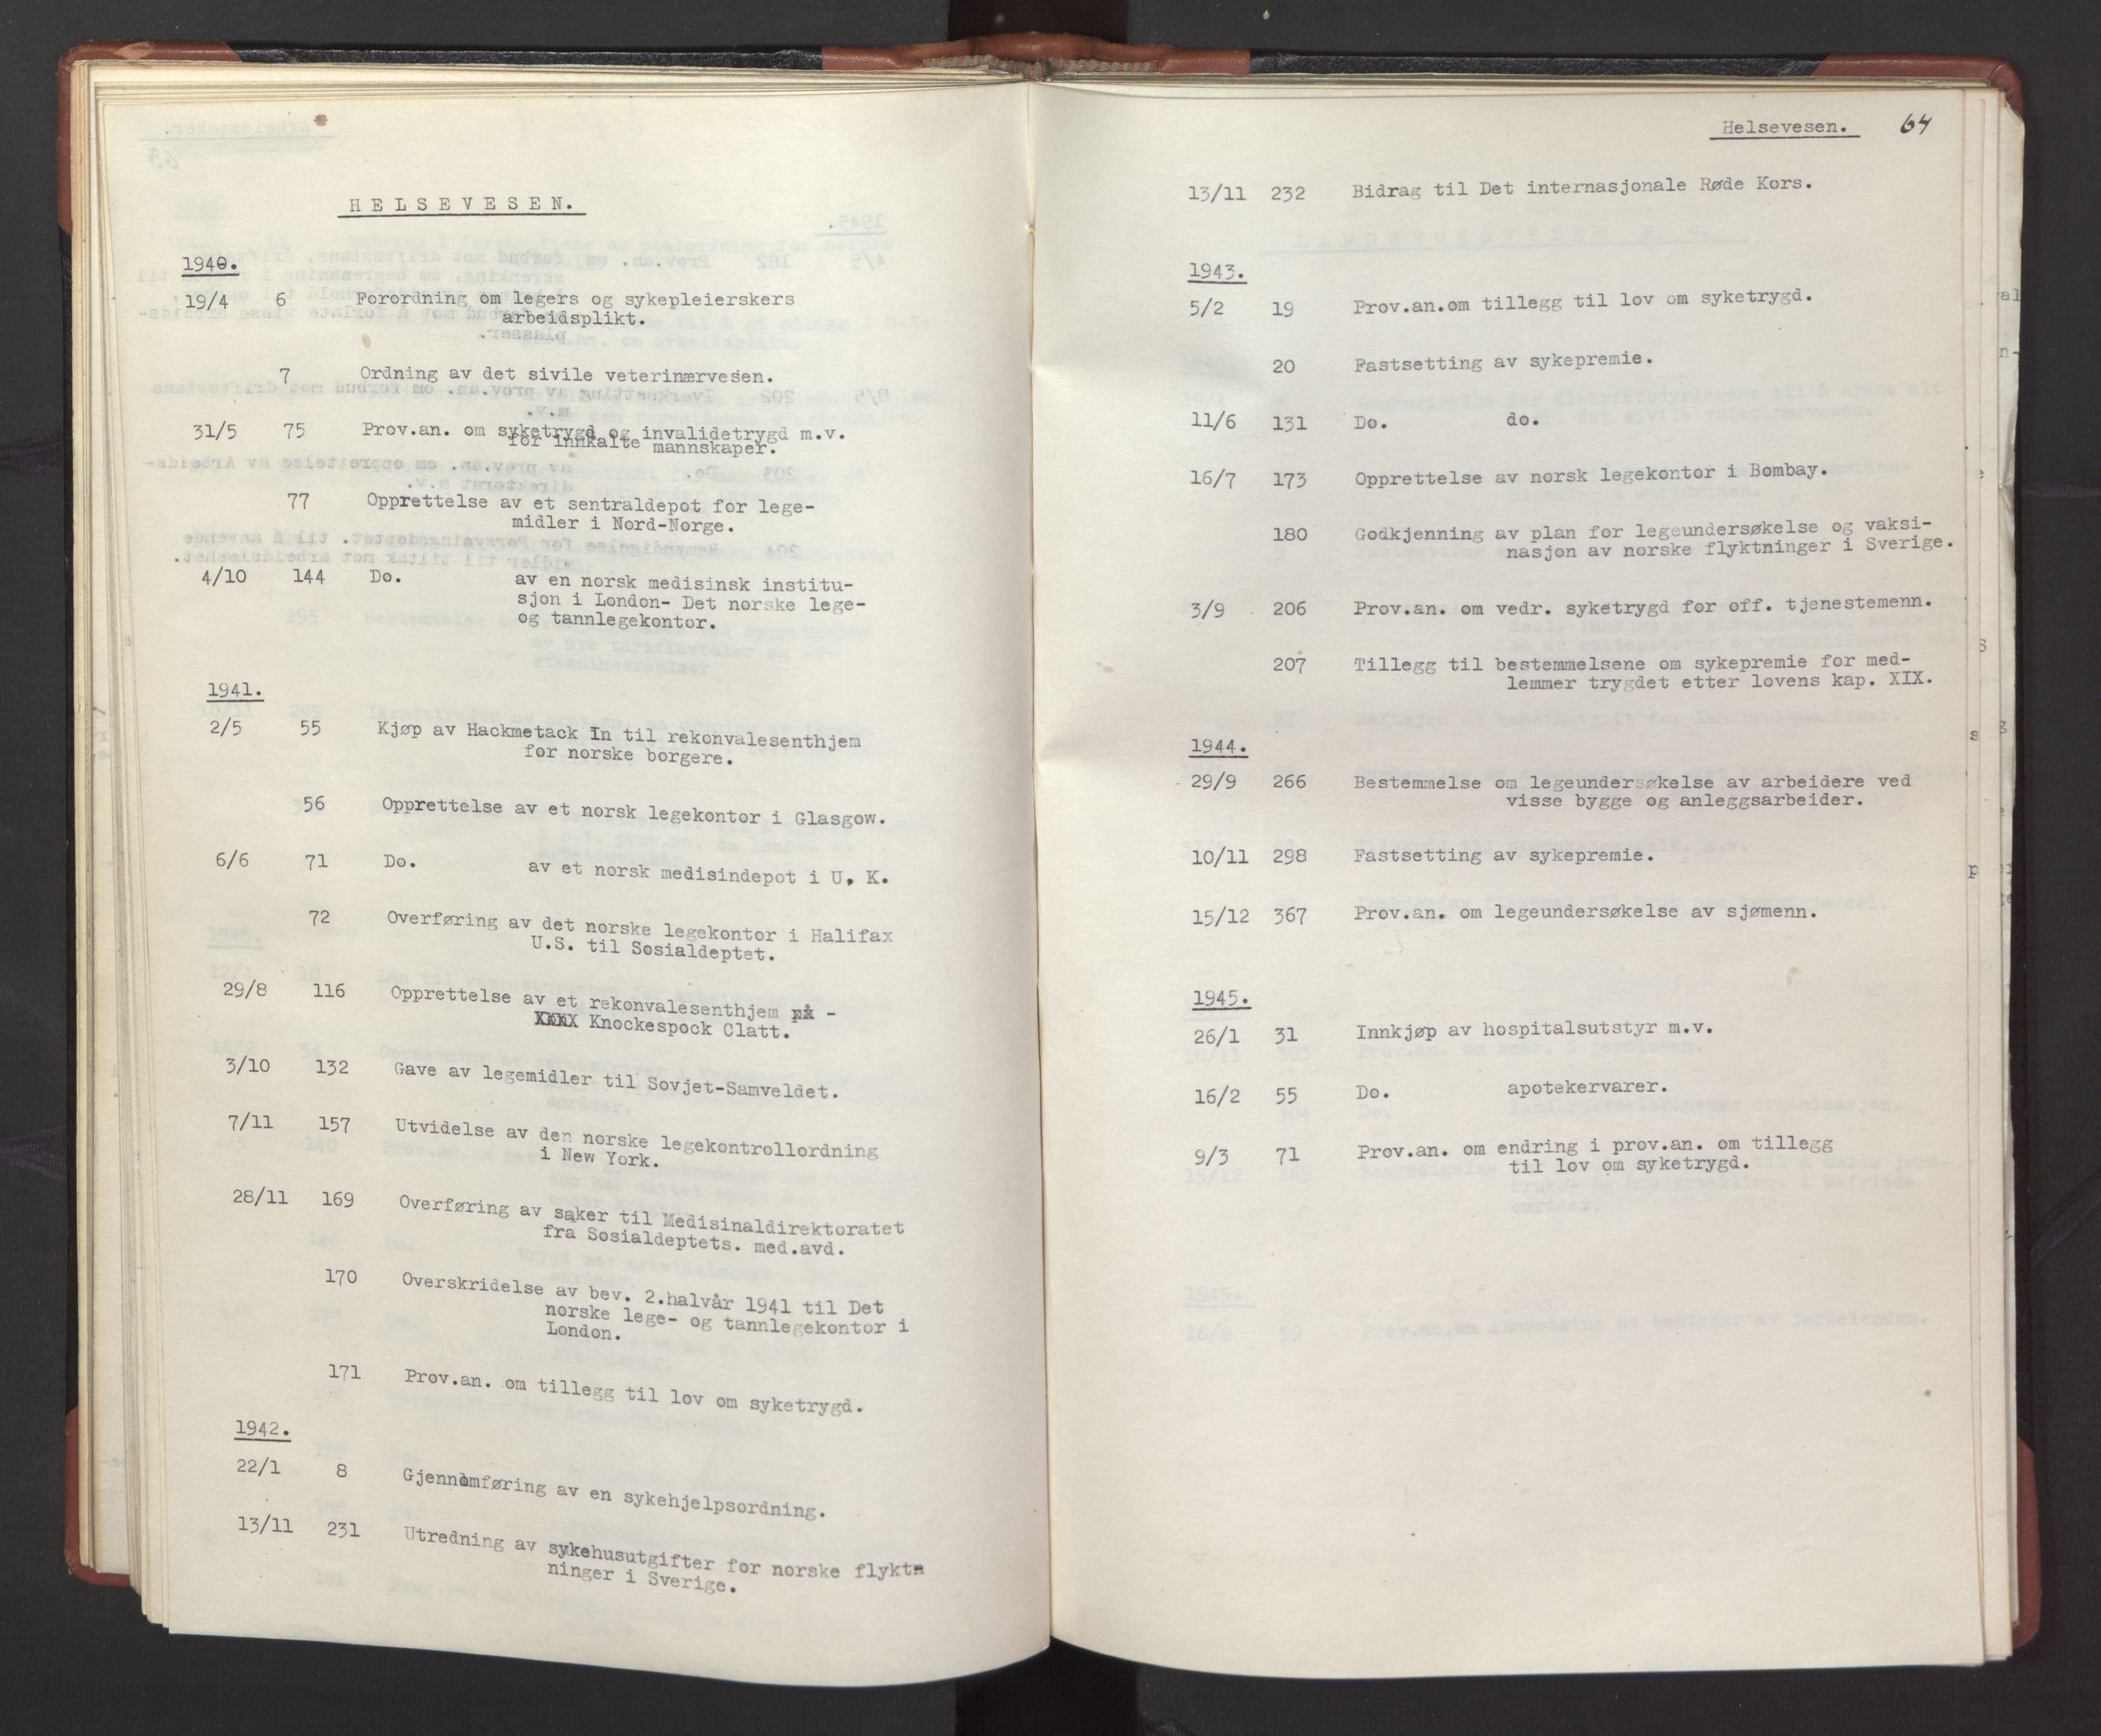 H E L S E V E S E N.
1940.
19/4 6 Forordning om legers og sykepleierskers
arbeidsplikt.
7 Ordning av det sivile veterinærvesen.
31/5 75 Prov.an. om syketrygd og invalidetrygd m.v.
for innkalte mannskaper.
77 Opprettelse av et sentraldepot for lege-
midler i Nord-Norge.
4/10 144 Do. av en norsk medisinsk institu-
sjon i London- Det norske lege-
og tannlegekontor.
1941.
2/5 55 Kjøp av Hackmetack In til rekonvalesenthjem
for norske borgere.
56 Opprettelse av et norsk legekontor i Glasgow.
6/6 71 Do. av et norsk medisindepot i U. K.
72 Overføring av det norske legekontor i Halifax
U.S. til Sosialdeptet.
29/8 116 Opprettelse av et rekonvalesenthjem på -
XXXX Knockespock Clatt.
3/10 132 Gave av legemidler til Sovjet-Samveldet.
7/11 157 Utvidelse av den norske legekontrollordning
i New York.
28/11 169 Overføring av saker til Medisinaldirektoratet
fra Sosialdeptets. med.avd.
170 Overskridelse av bev. 2.halvår 1941 til Det
norske lege- og tannlegekontor i
London.
171 Prov.an. om tillegg til lov om syketrygd.
1942.
22/1 8 Gjennomføring av en sykehjelpsordning.
13/11 231 Utredning av sykehusutgifter for norske flykt-
ninger i Sverige.
Helsevesen. 64
13/11 232 Bidrag til Det internasjonale Røde Kors.
1943.
5/2 19 Prov.an.om tillegg til lov om syketrygd.
20 Fastsetting av sykepremie.
11/6 131 Do. do.
16/7 173 Opprettelse av norsk legekontor i Bombay.
180 Godkjenning av plan for legeundersøkelse og vaksi-
nasjon av norske flyktninger i Sverige.
3/9 206 Prov.an. om vedr. syketrygd for off. tjenestemenn.
207 Tillegg til bestemmelsene om sykepremie for med-
lemmer trygdet etter lovens kap. XIX.
1944.
29/9 266 Bestemmelse om legeundersøkelse av arbeidere ved
visse bygge og anleggsarbeider.
10/11 298 Fastsetting av sykepremie.
15/12 367 Prov.an. om legeundersøkelse av sjømenn.
1945.
26/1 31 Innkjøp av hospitalsutstyr m.v.
16/2 55 Do. apotekervarer.
9/3 71 Prov.an. om endring i prov.an. om tillegg
til lov om syketrygd.